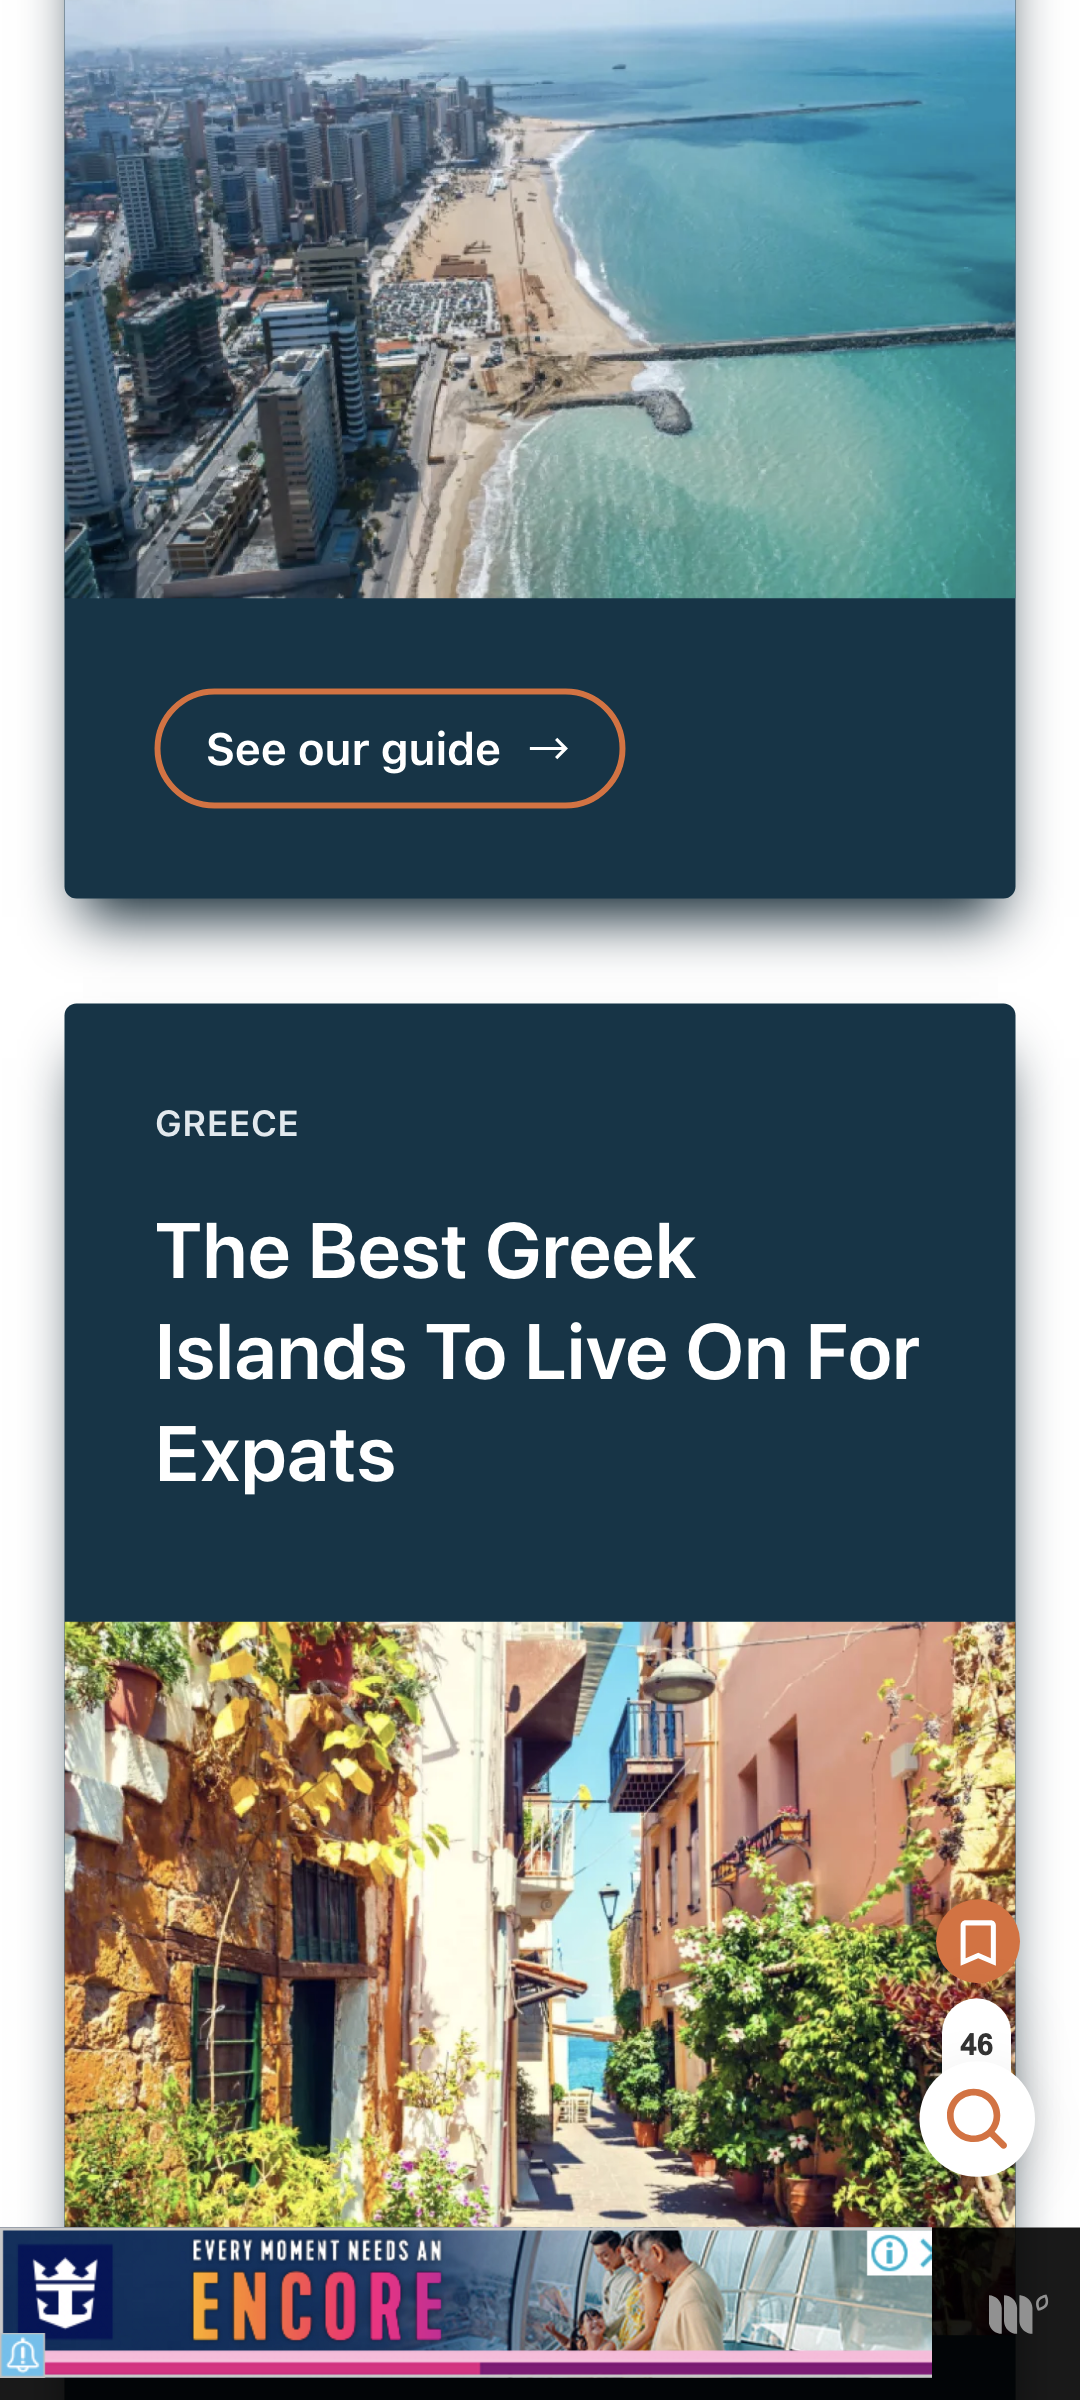 See our guide →
GREECE
The Best Greek
Islands To Live On For
Expats
46
EVERY MOMENT NEEDS AN
ENCORE